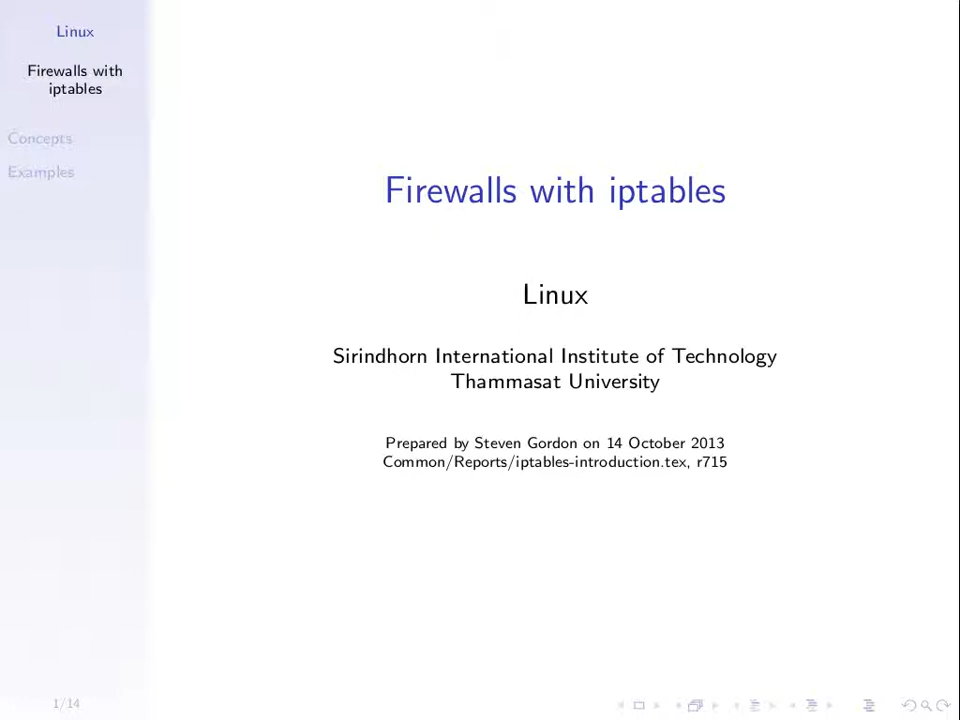 Linux
Firewalls with
iptables
Concepts
Examples
Firewalls with iptables
Linux
Sirindhorn International Institute of Technology
Thammasat University
Prepared by Steven Gordon on 14 October 2013
Common/Reports/iptables-introduction.tex, r715
1/14